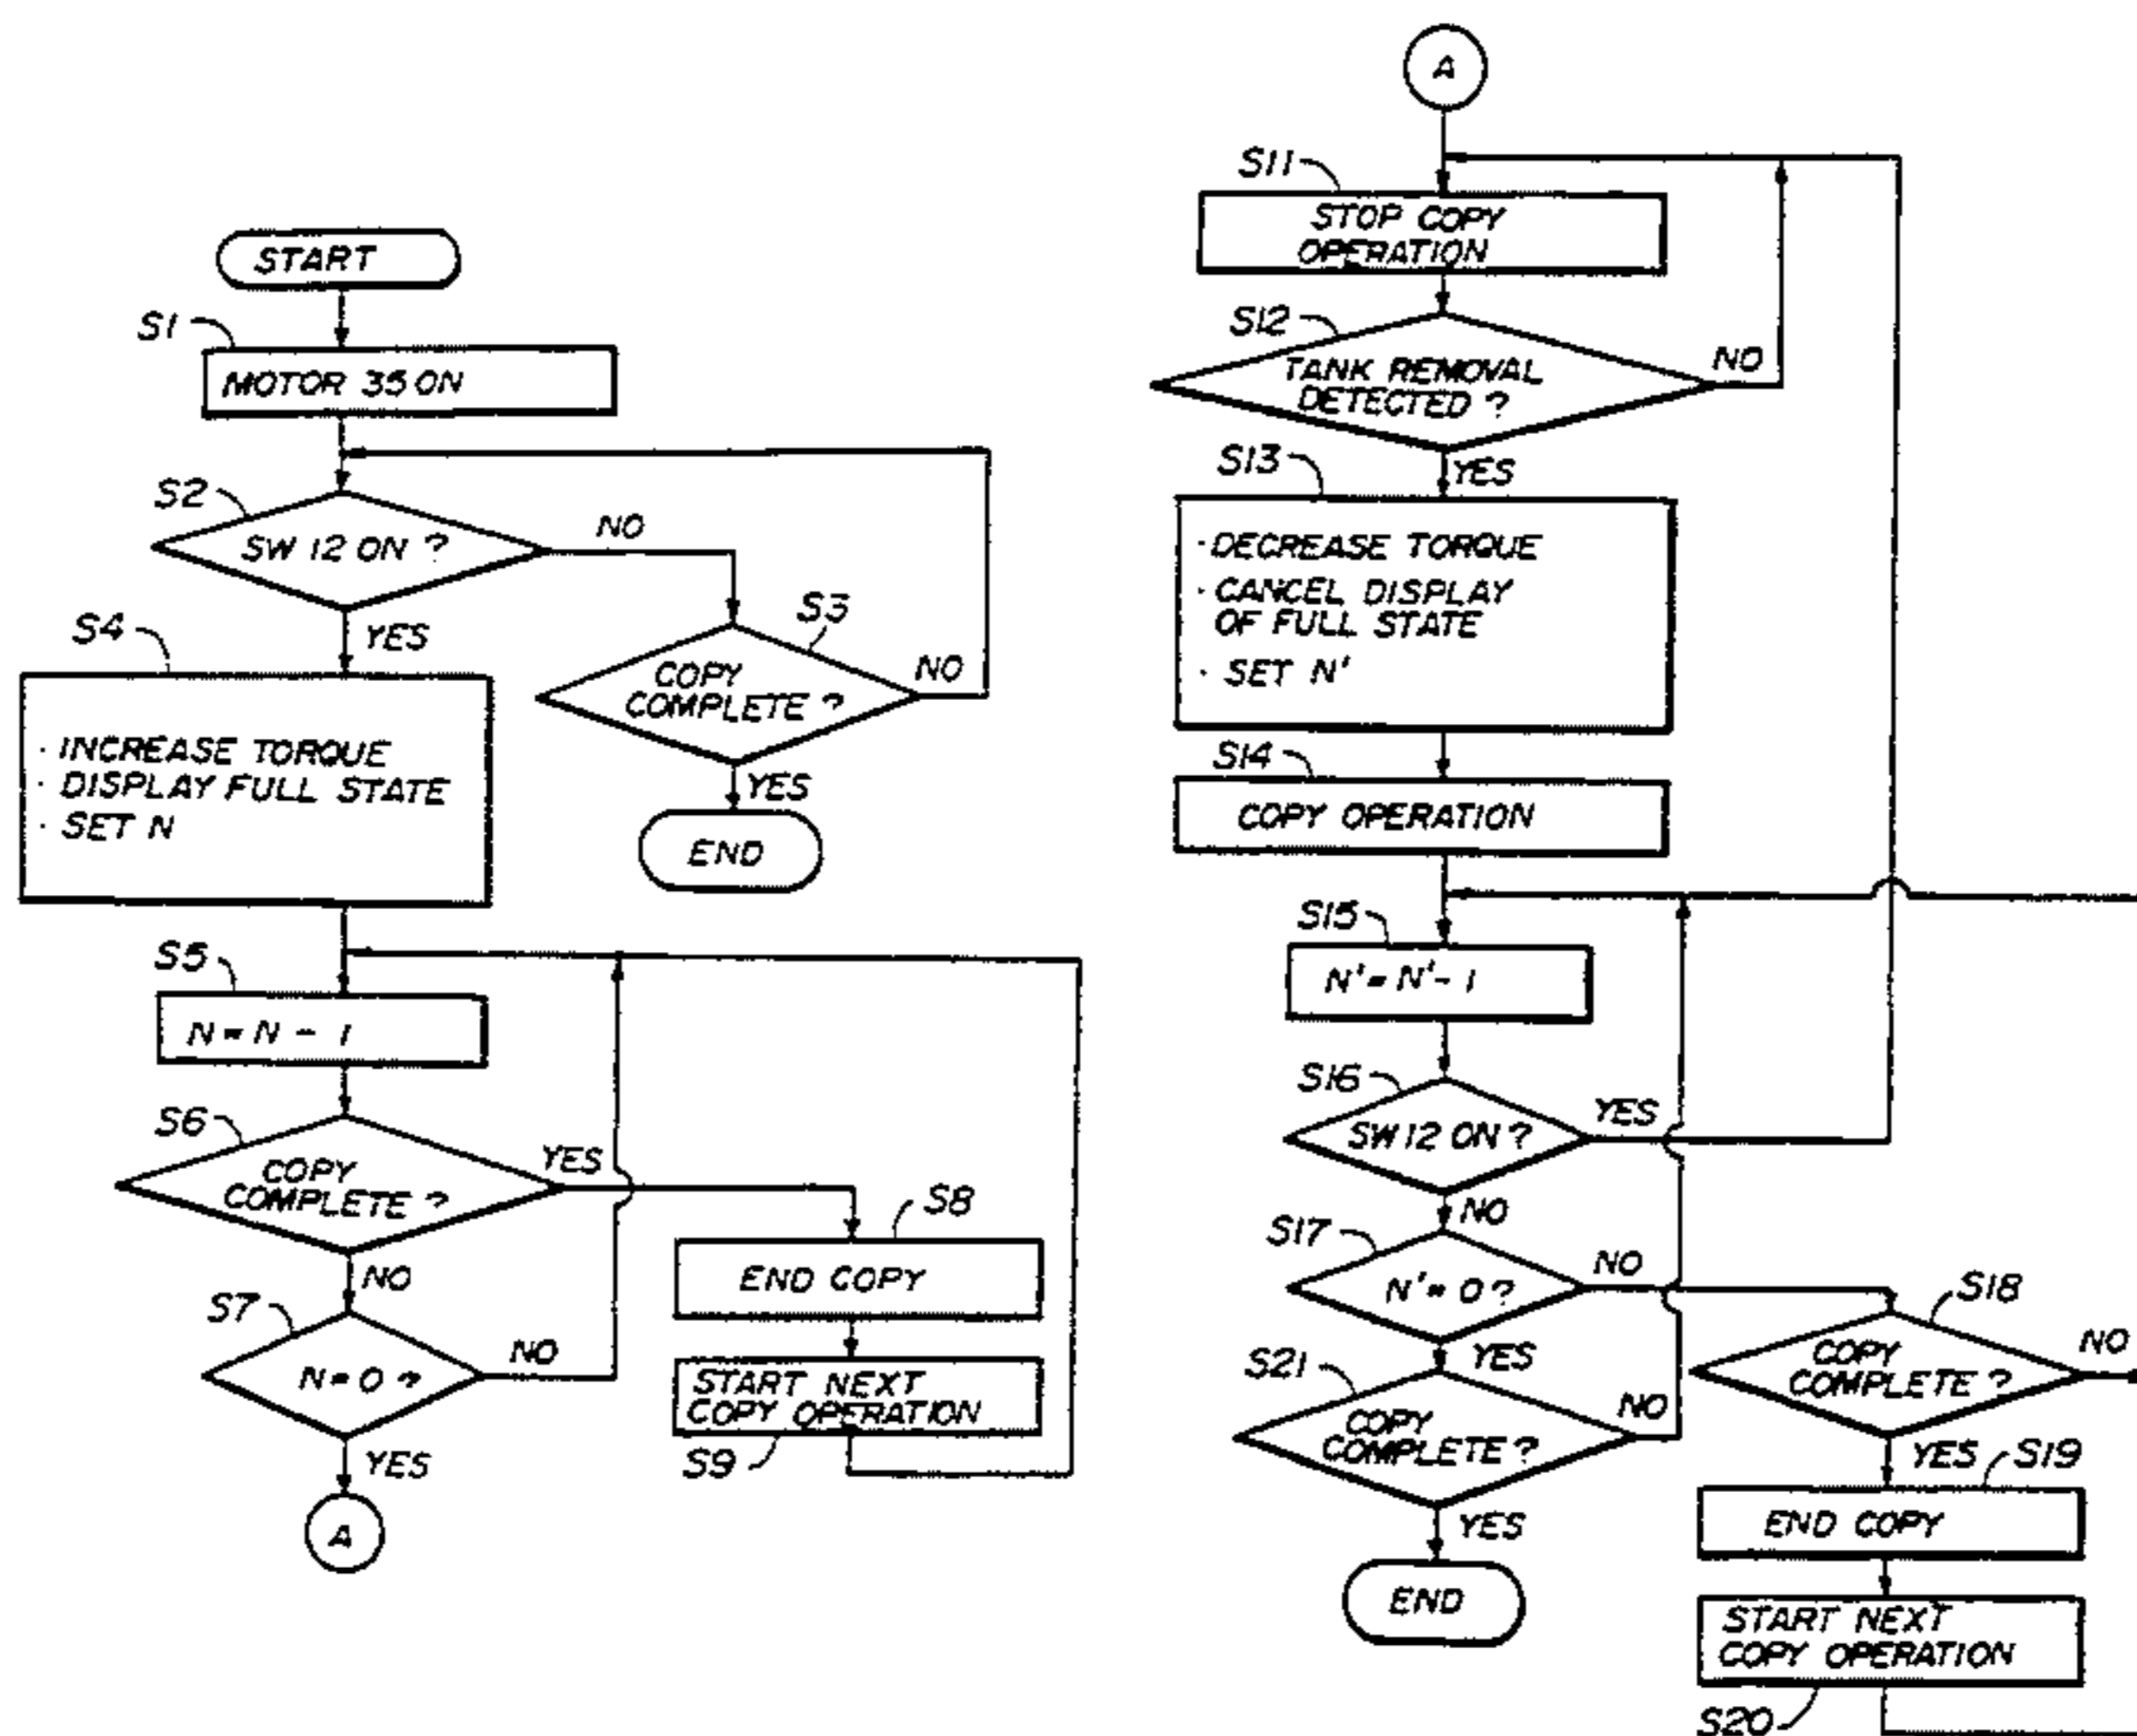 START
S1
MOTOR 35 ON
S2
SW 12 ON ?
NO
YES
S3
COPY
COMPLETE ?
NO
YES
END
S4
· INCREASE TORQUE
· DISPLAY FULL STATE
· SET N
S5
N = N - 1
S6
COPY
COMPLETE ?
YES
NO
S7
N = 0 ?
NO
YES
A
S8
END COPY
START NEXT
COPY OPERATION
S9
A
S11
STOP COPY
OPERATION
S12
TANK REMOVAL
DETECTED ?
NO
YES
S13
· DECREASE TORQUE
· CANCEL DISPLAY
OF FULL STATE
· SET N'
S14
COPY OPERATION
S15
N' = N' - 1
S16
SW 12 ON ?
YES
NO
S17
N' = 0 ?
NO
YES
S18
COPY
COMPLETE ?
NO
YES
S19
END COPY
START NEXT
COPY OPERATION
S20
S21
COPY
COMPLETE ?
NO
YES
END